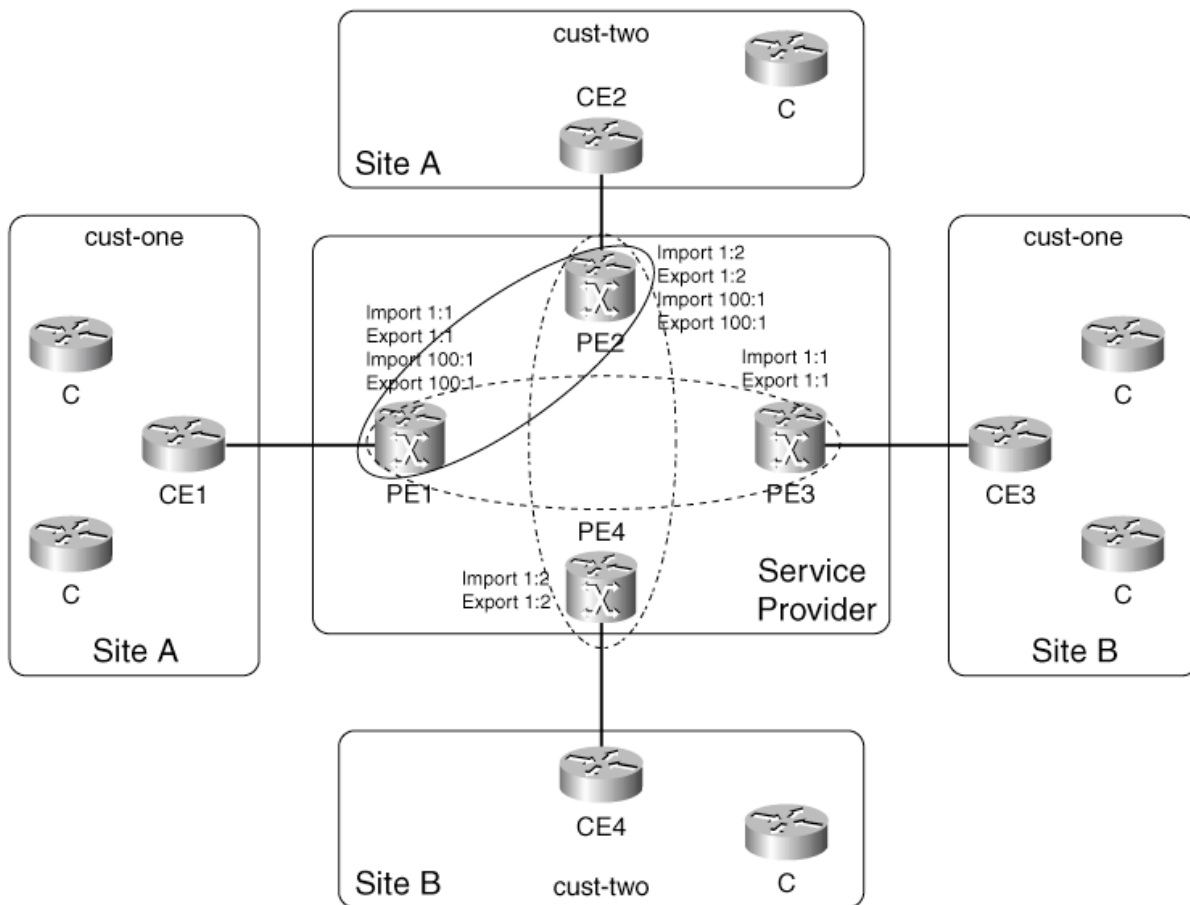 cust-two
C
CE2
Site A
cust-one
C
CE1
C
Site A
Import 1:2
Export 1:2
Import 100:1
Export 100:1
PE2
Import 1:1
Export 1:1
Import 100:1
Export 100:1
PE1
Import 1:1
Export 1:1
PE3
PE4
Import 1:2
Export 1:2
Service
Provider
cust-one
C
CE3
C
Site B
CE4
C
Site B
cust-two